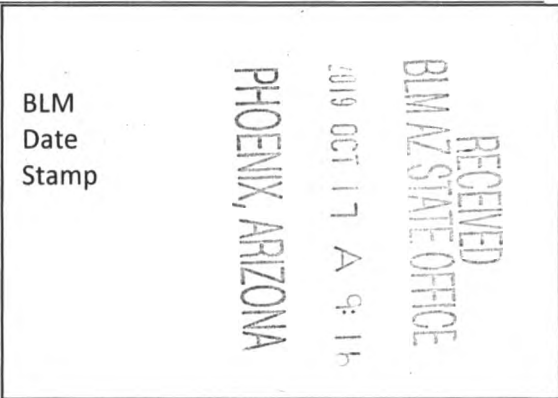 BLM
Date
Stamp
RECEIVED
BLM AZ STATE OFFICE
2019 OCT 17 A 9: 16
PHOENIX, ARIZONA